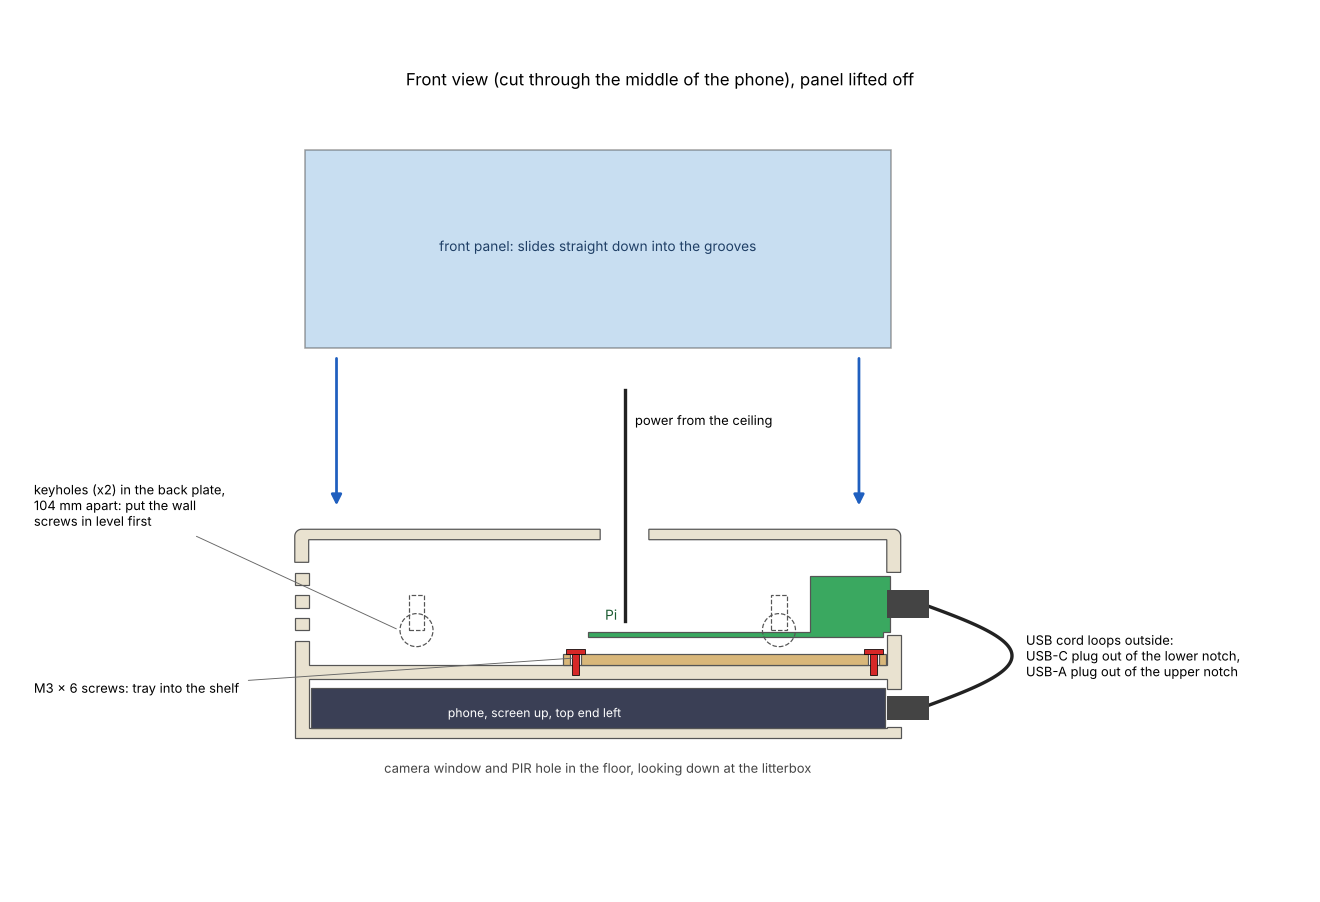 Front view (cut through the middle of the phone), panel lifted off
front panel: slides straight down into the grooves
power from the ceiling
keyholes (x2) in the back plate,
104 mm apart: put the wall
screws in level first
Pi
USB cord loops outside:
USB-C plug out of the lower notch,
USB-A plug out of the upper notch
M3 × 6 screws: tray into the shelf
phone, screen up, top end left
camera window and PIR hole in the floor, looking down at the litterbox